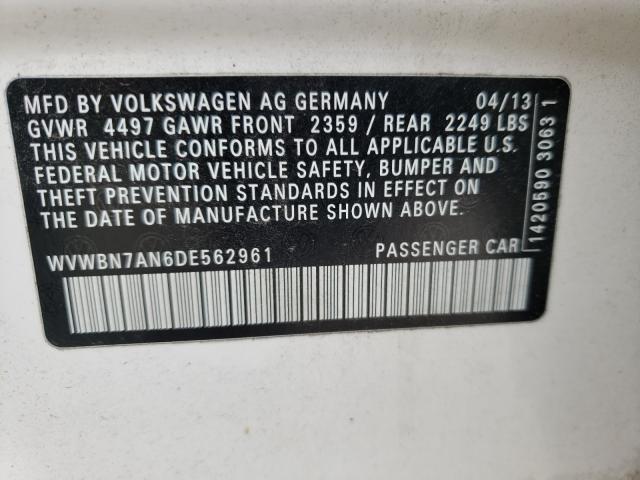 MFD BY VOLKSWAGEN AG GERMANY 04/13
GVWR 4497 GAWR FRONT 2359 / REAR 2249 LBS
THIS VEHICLE CONFORMS TO ALL APPLICABLE U.S.
FEDERAL MOTOR VEHICLE SAFETY, BUMPER AND
THEFT PREVENTION STANDARDS IN EFFECT ON
THE DATE OF MANUFACTURE SHOWN ABOVE.
WVWBN7AN6DE562961 PASSENGER CAR
1420590 30631